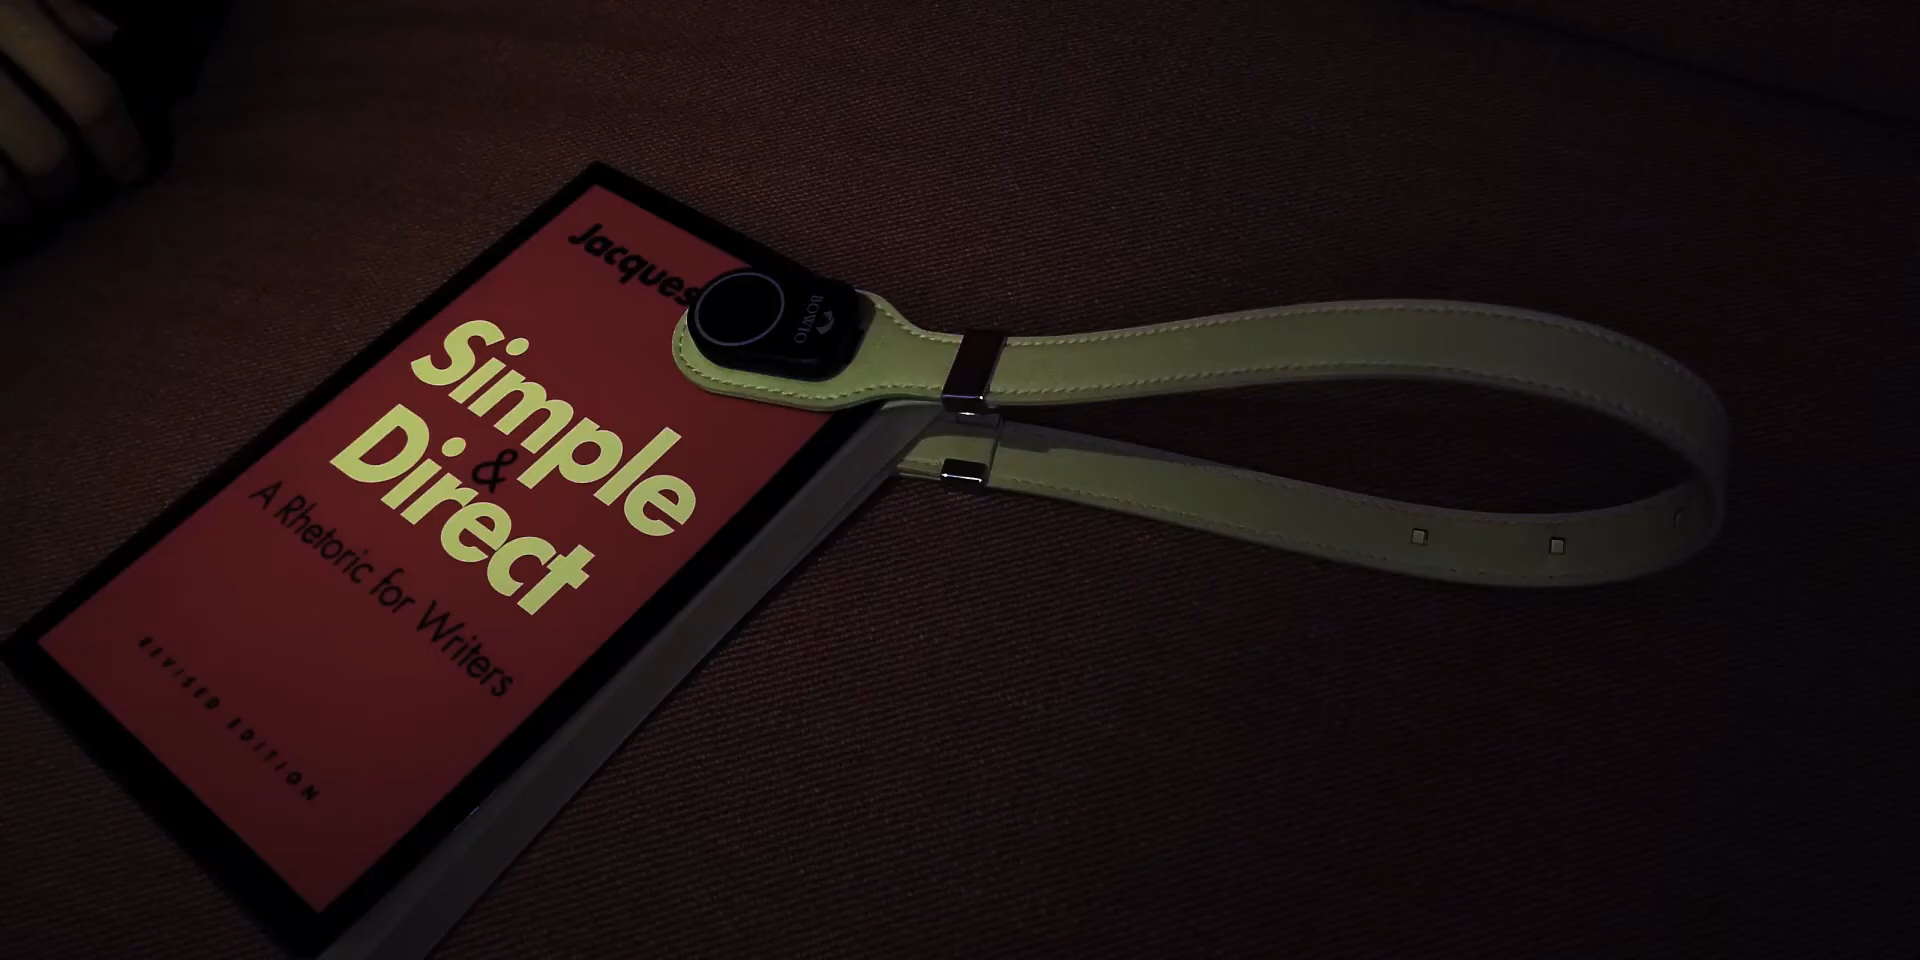 Jacques
Simple
&
Direct
A Rhetoric for Writers
REVISED EDITION
BOWIO